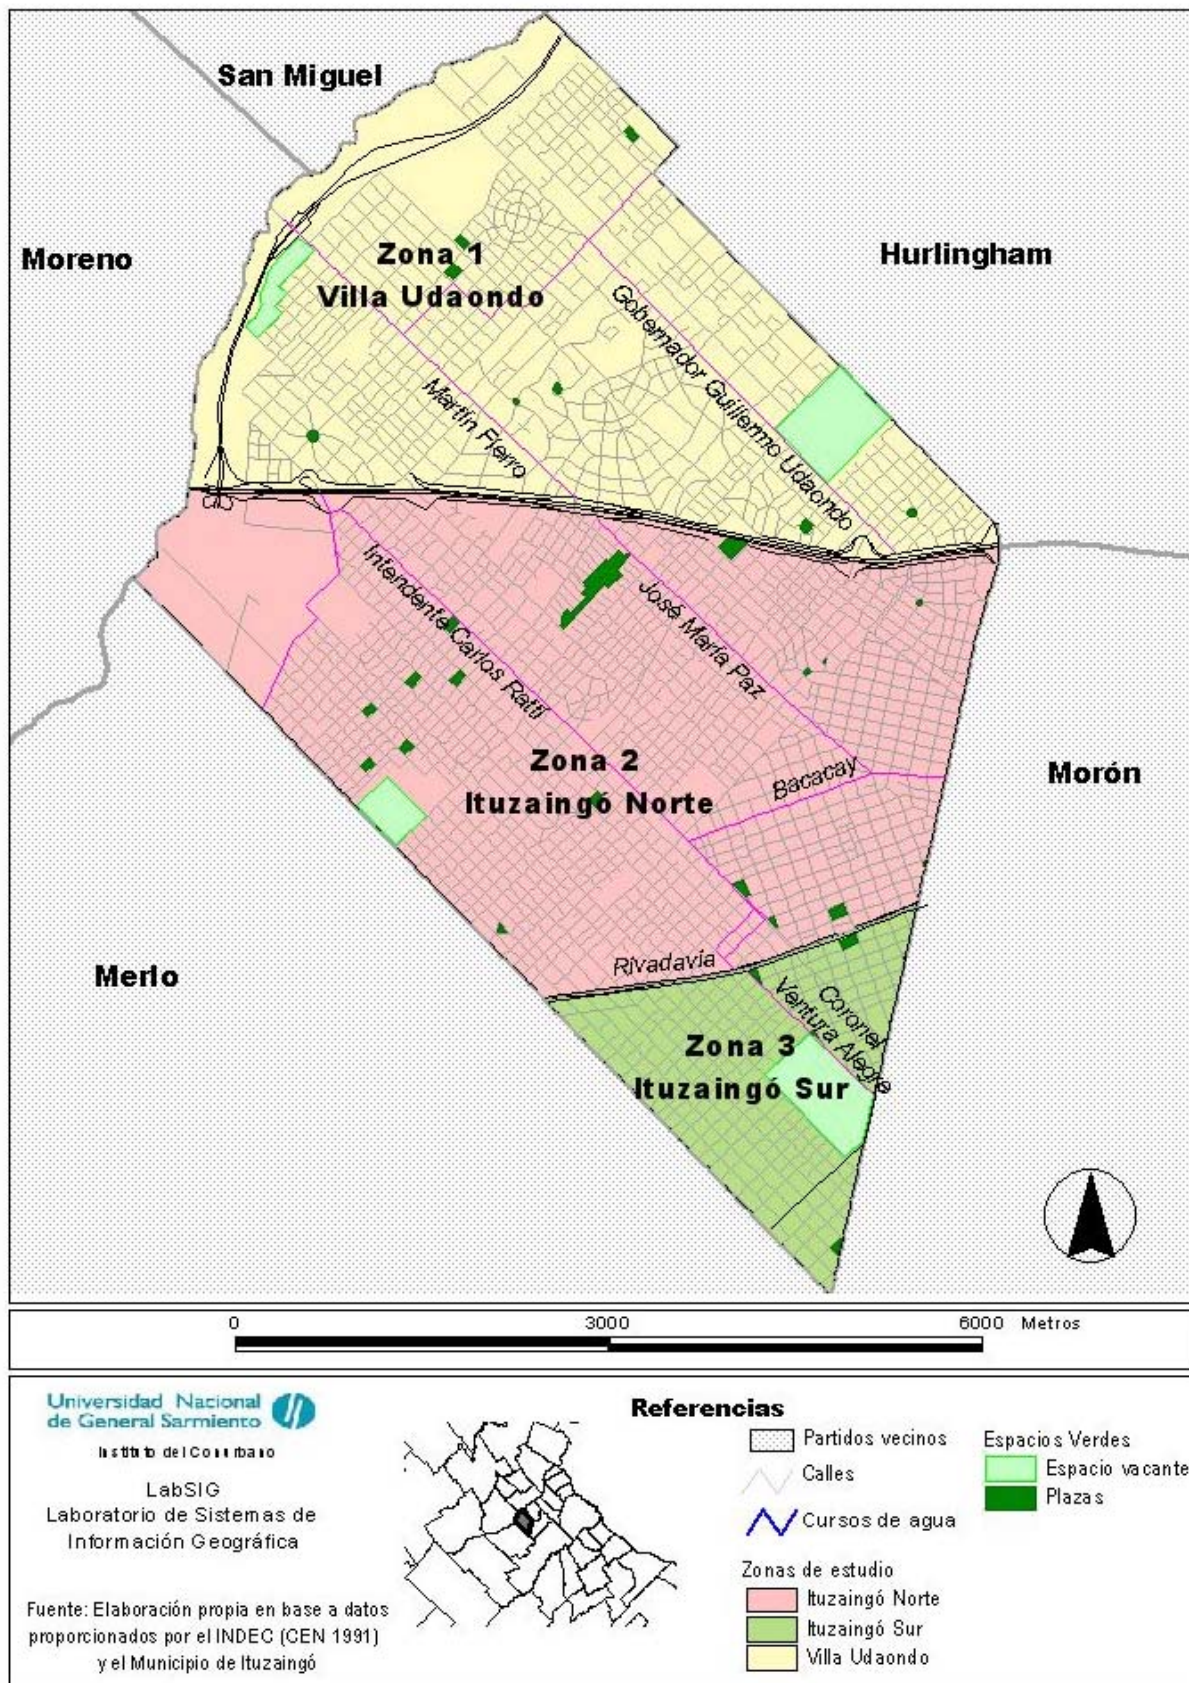 San Miguel
Moreno
Hurlingham
Zona 1
Villa Udaondo
Gobernador Guillermo Udaondo
Martín Fierro
Intendente Carlos Ratti
José María Paz
Zona 2
Ituzaingó Norte
Bacacay
Morón
Merlo
Rivadavia
Coronel
Ventura Alegre
Zona 3
Ituzaingó Sur
0 3000 6000 Metros
Universidad Nacional
de General Sarmiento
Instituto del Conurbano
LabSIG
Laboratorio de Sistemas de
Información Geográfica
Fuente: Elaboración propia en base a datos
proporcionados por el INDEC (CEN 1991)
y el Municipio de Ituzaingó
Referencias
Partidos vecinos
Calles
Cursos de agua
Espacios Verdes
Espacio vacante
Plazas
Zonas de estudio
Ituzaingó Norte
Ituzaingó Sur
Villa Udaondo